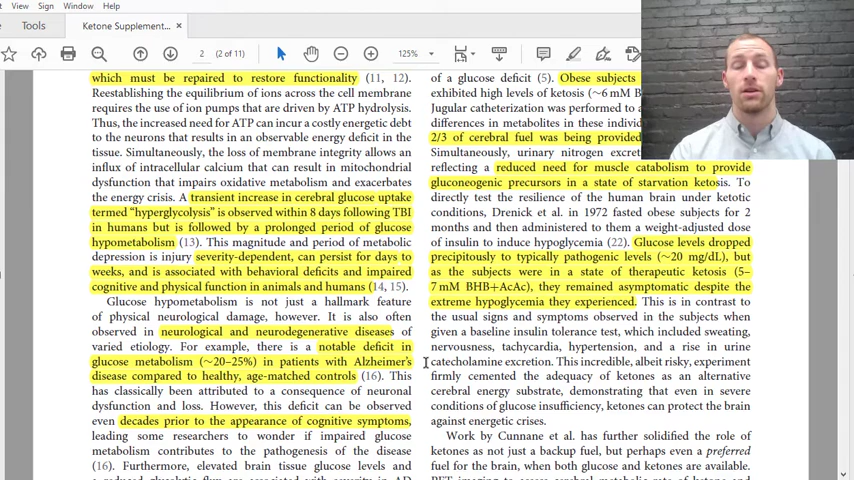 View Sign Window Help
Tools Ketone Supplement... ×
2 (2 of 11) 125%
which must be repaired to restore functionality (11, 12).
Reestablishing the equilibrium of ions across the cell membrane
requires the use of ion pumps that are driven by ATP hydrolysis.
Thus, the increased need for ATP can incur a costly energetic debt
to the neurons that results in an observable energy deficit in the
tissue. Simultaneously, the loss of membrane integrity allows an
influx of intracellular calcium that can result in mitochondrial
dysfunction that impairs oxidative metabolism and exacerbates
the energy crisis. A transient increase in cerebral glucose uptake
termed “hyperglycolysis” is observed within 8 days following TBI
in humans but is followed by a prolonged period of glucose
hypometabolism (13). This magnitude and period of metabolic
depression is injury severity-dependent, can persist for days to
weeks, and is associated with behavioral deficits and impaired
cognitive and physical function in animals and humans (14, 15).
Glucose hypometabolism is not just a hallmark feature
of physical neurological damage, however. It is also often
observed in neurological and neurodegenerative diseases of
varied etiology. For example, there is a notable deficit in
glucose metabolism (~20–25%) in patients with Alzheimer's
disease compared to healthy, age-matched controls (16). This
has classically been attributed to a consequence of neuronal
dysfunction and loss. However, this deficit can be observed
even decades prior to the appearance of cognitive symptoms,
leading some researchers to wonder if impaired glucose
metabolism contributes to the pathogenesis of the disease
(16). Furthermore, elevated brain tissue glucose levels and
a reduced glycolytic flux are associated with severity in AD
of a glucose deficit (5). Obese subjects
exhibited high levels of ketosis (~6 mM B
Jugular catheterization was performed to a
differences in metabolites in these individ
2/3 of cerebral fuel was being provided
Simultaneously, urinary nitrogen excret
reflecting a reduced need for muscle catabolism to provide
gluconeogenic precursors in a state of starvation ketosis. To
directly test the resilience of the human brain under ketotic
conditions, Drenick et al. in 1972 fasted obese subjects for 2
months and then administered to them a weight-adjusted dose
of insulin to induce hypoglycemia (22). Glucose levels dropped
precipitously to typically pathogenic levels (~20 mg/dL), but
as the subjects were in a state of therapeutic ketosis (5–
7 mM BHB+AcAc), they remained asymptomatic despite the
extreme hypoglycemia they experienced. This is in contrast to
the usual signs and symptoms observed in the subjects when
given a baseline insulin tolerance test, which included sweating,
nervousness, tachycardia, hypertension, and a rise in urine
catecholamine excretion. This incredible, albeit risky, experiment
firmly cemented the adequacy of ketones as an alternative
cerebral energy substrate, demonstrating that even in severe
conditions of glucose insufficiency, ketones can protect the brain
against energetic crises.
Work by Cunnane et al. has further solidified the role of
ketones as not just a backup fuel, but perhaps even a preferred
fuel for the brain, when both glucose and ketones are available.
PET imaging to assess cerebral metabolic rate of ketone and